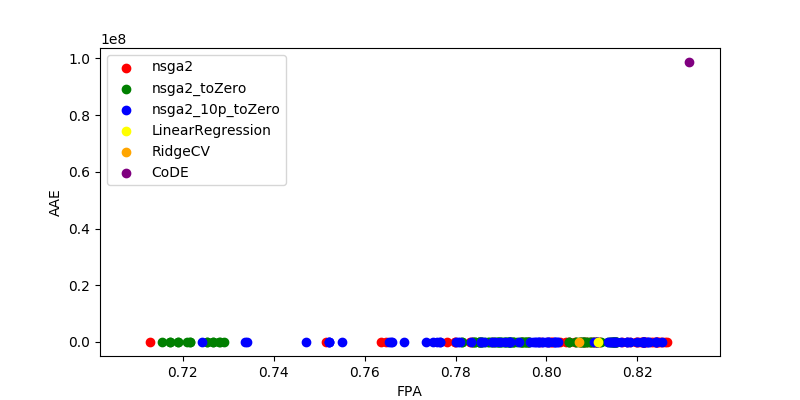 1e8
1.0
0.8
0.6
0.4
0.2
0.0
AAE
nsga2
nsga2_toZero
nsga2_10p_toZero
LinearRegression
RidgeCV
CoDE
0.72 0.74 0.76 0.78 0.80 0.82
FPA